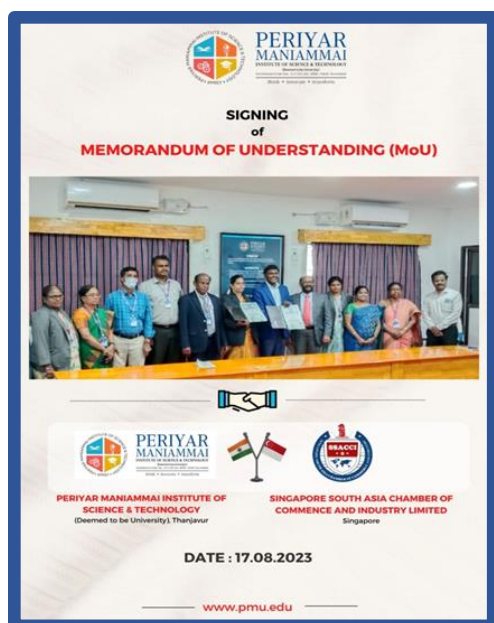 PERIYAR
MANIAMMAI
INSTITUTE OF SCIENCE & TECHNOLOGY
SIGNING
of
MEMORANDUM OF UNDERSTANDING (MoU)
PERIYAR
MANIAMMAI
INSTITUTE OF SCIENCE & TECHNOLOGY
SSACCI
PERIYAR MANIAMMAI INSTITUTE OF
SCIENCE & TECHNOLOGY
(Deemed to be University), Thanjavur
SINGAPORE SOUTH ASIA CHAMBER OF
COMMENCE AND INDUSTRY LIMITED
Singapore
DATE : 17.08.2023
www.pmu.edu